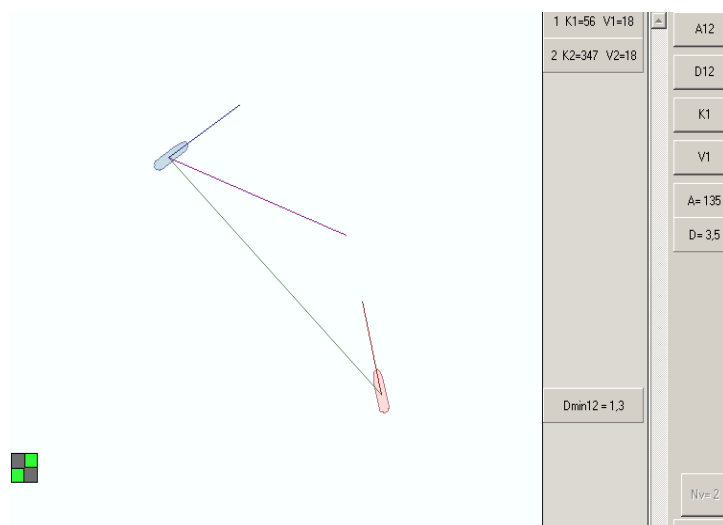 1 K1=56 V1=18
2 K2=347 V2=18
Dmin12 = 1,3
A12
D12
K1
V1
A= 135
D= 3,5
Nv= 2